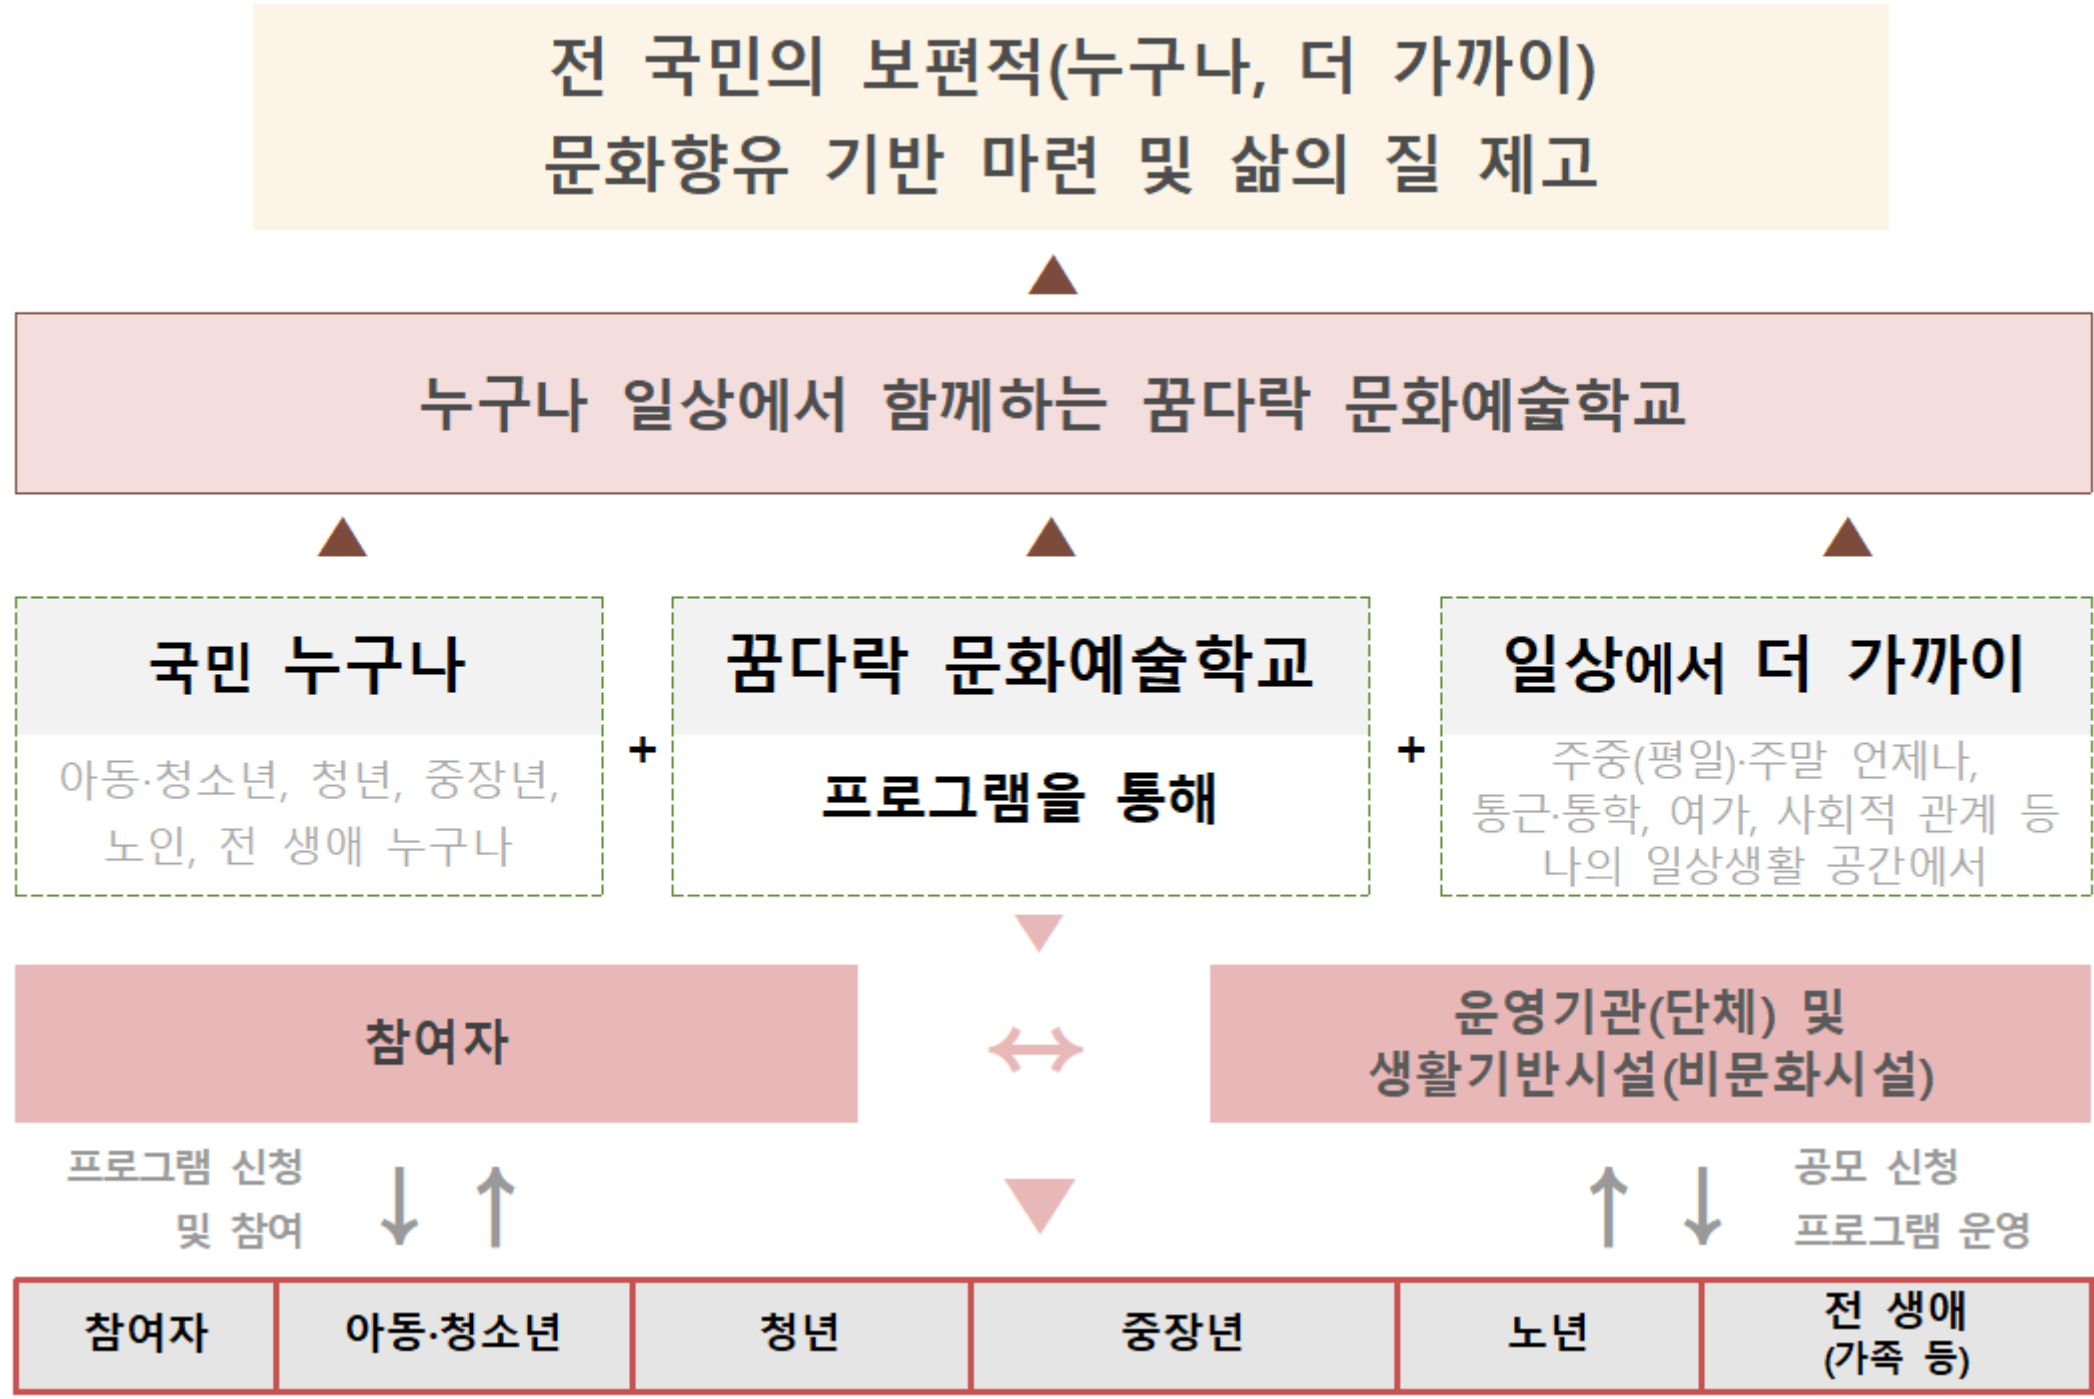 전 국민의 보편적(누구나, 더 가까이)
문화향유 기반 마련 및 삶의 질 제고
누구나 일상에서 함께하는 꿈다락 문화예술학교
국민 누구나
아동·청소년, 청년, 중장년,
노인, 전 생애 누구나
+
꿈다락 문화예술학교
프로그램을 통해
+
일상에서 더 가까이
주중(평일)·주말 언제나,
통근·통학, 여가, 사회적 관계 등
나의 일상생활 공간에서
참여자
운영기관(단체) 및
생활기반시설(비문화시설)
프로그램 신청
및 참여
공모 신청
프로그램 운영
참여자
아동·청소년
청년
중장년
노년
전 생애
(가족 등)